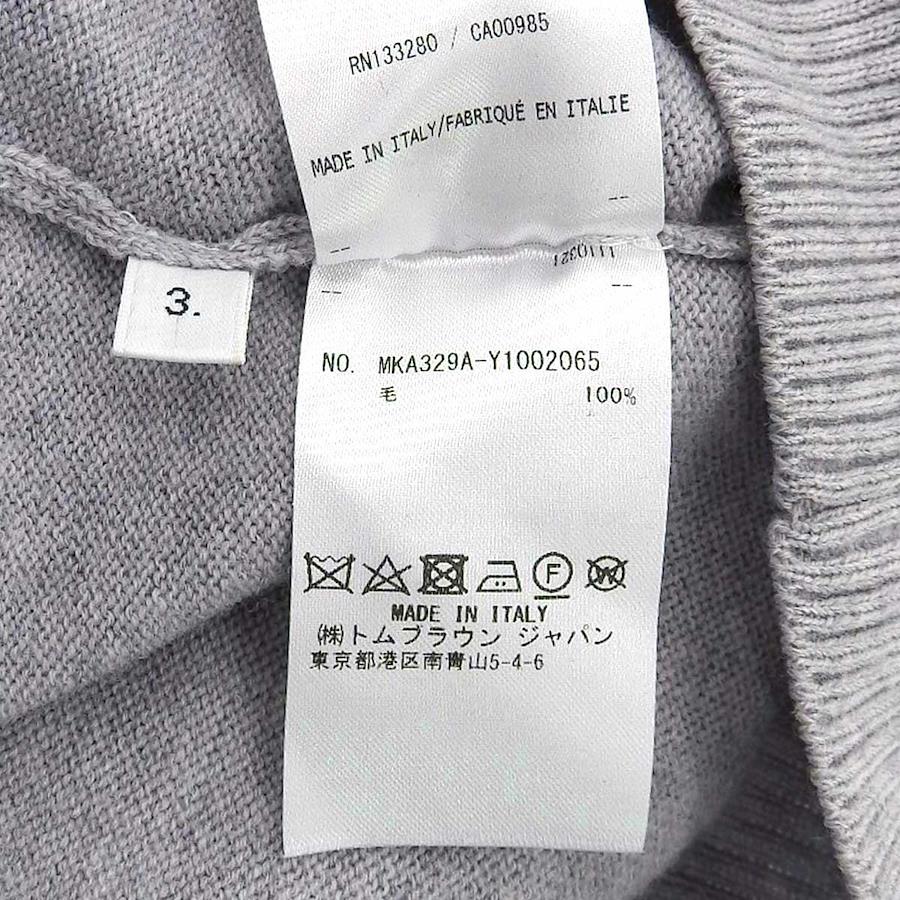 RN133280 / CA00985
MADE IN ITALY/FABRIQUÉ EN ITALIE
3.
NO. MKA329A-Y1002065
毛 100%
F W
MADE IN ITALY
㈱トムブラウン ジャパン
東京都港区南青山5-4-6